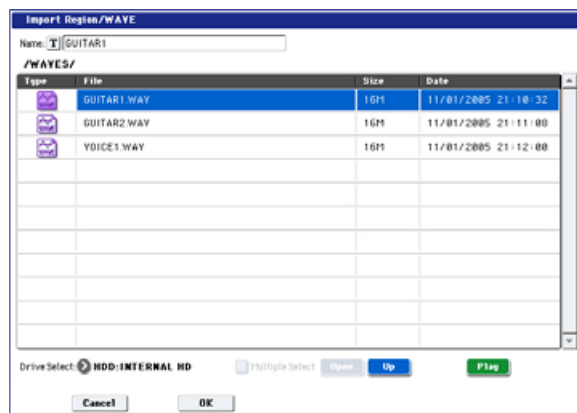 Import Region/WAVE
Name: T GUITAR1
/WAVES/
Type File Size Date
GUITAR1.WAV 16M 11/01/2005 21:10:32
GUITAR2.WAV 16M 11/01/2005 21:11:08
VOICE1.WAV 16M 11/01/2005 21:12:00
Drive Select: HDD:INTERNAL HD Multiple Select Open Up Play
Cancel OK